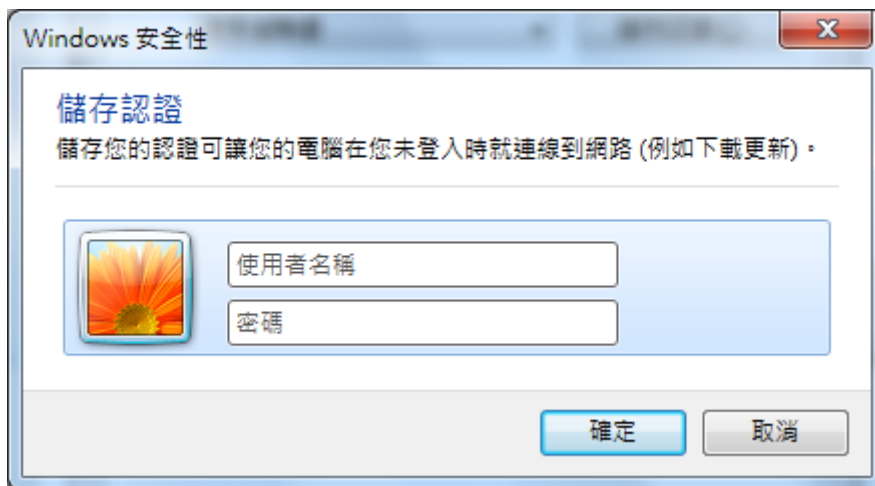 Windows 安全性
儲存認證
儲存您的認證可讓您的電腦在您未登入時就連線到網路 (例如下載更新)。
使用者名稱
密碼
確定 取消